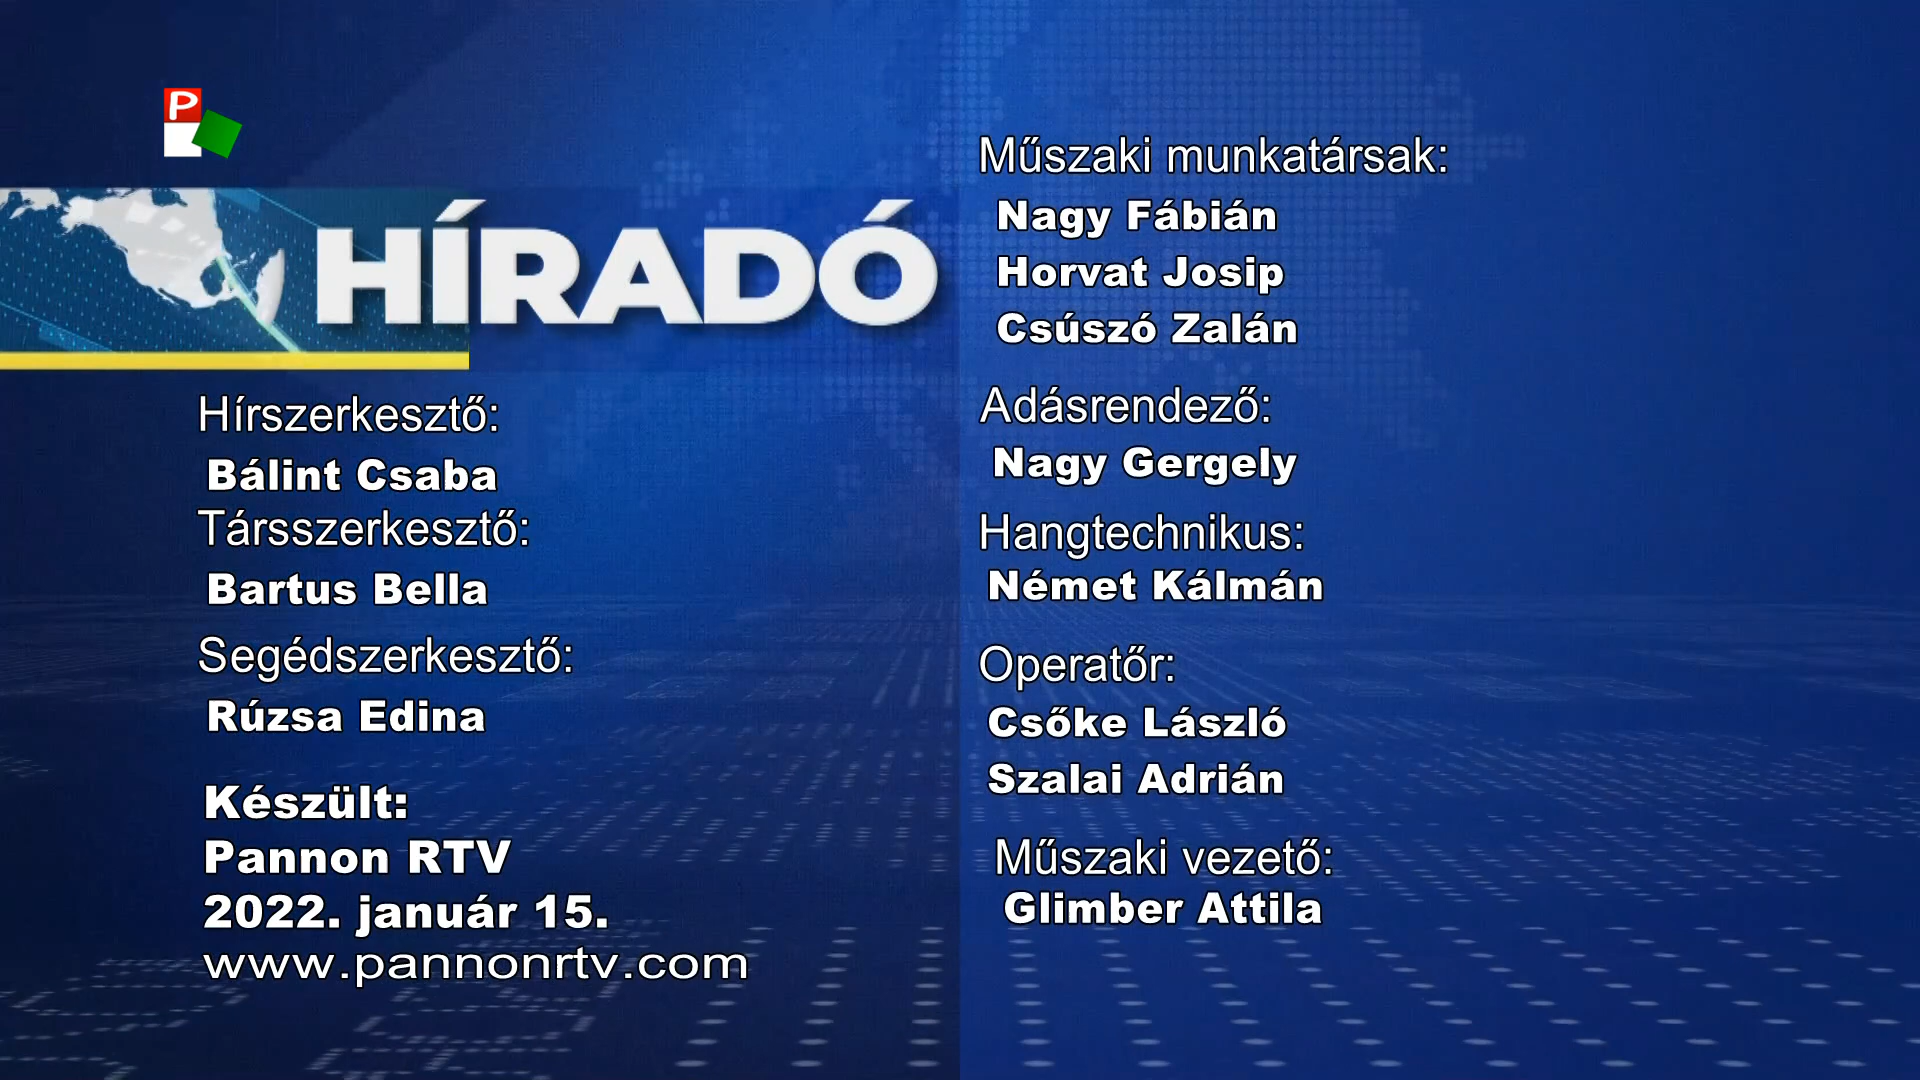 P
HÍRADÓ
Hírszerkesztő:
Bálint Csaba
Társszerkesztő:
Bartus Bella
Segédszerkesztő:
Rúzsa Edina
Készült:
Pannon RTV
2022. január 15.
www.pannonrtv.com
Műszaki munkatársak:
Nagy Fábián
Horvat Josip
Csúszó Zalán
Adásrendező:
Nagy Gergely
Hangtechnikus:
Német Kálmán
Operatőr:
Csőke László
Szalai Adrián
Műszaki vezető:
Glimber Attila